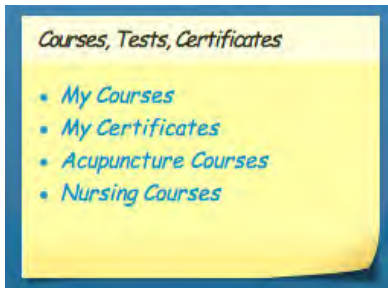 Courses, Tests, Certificates
My Courses
My Certificates
Acupuncture Courses
Nursing Courses